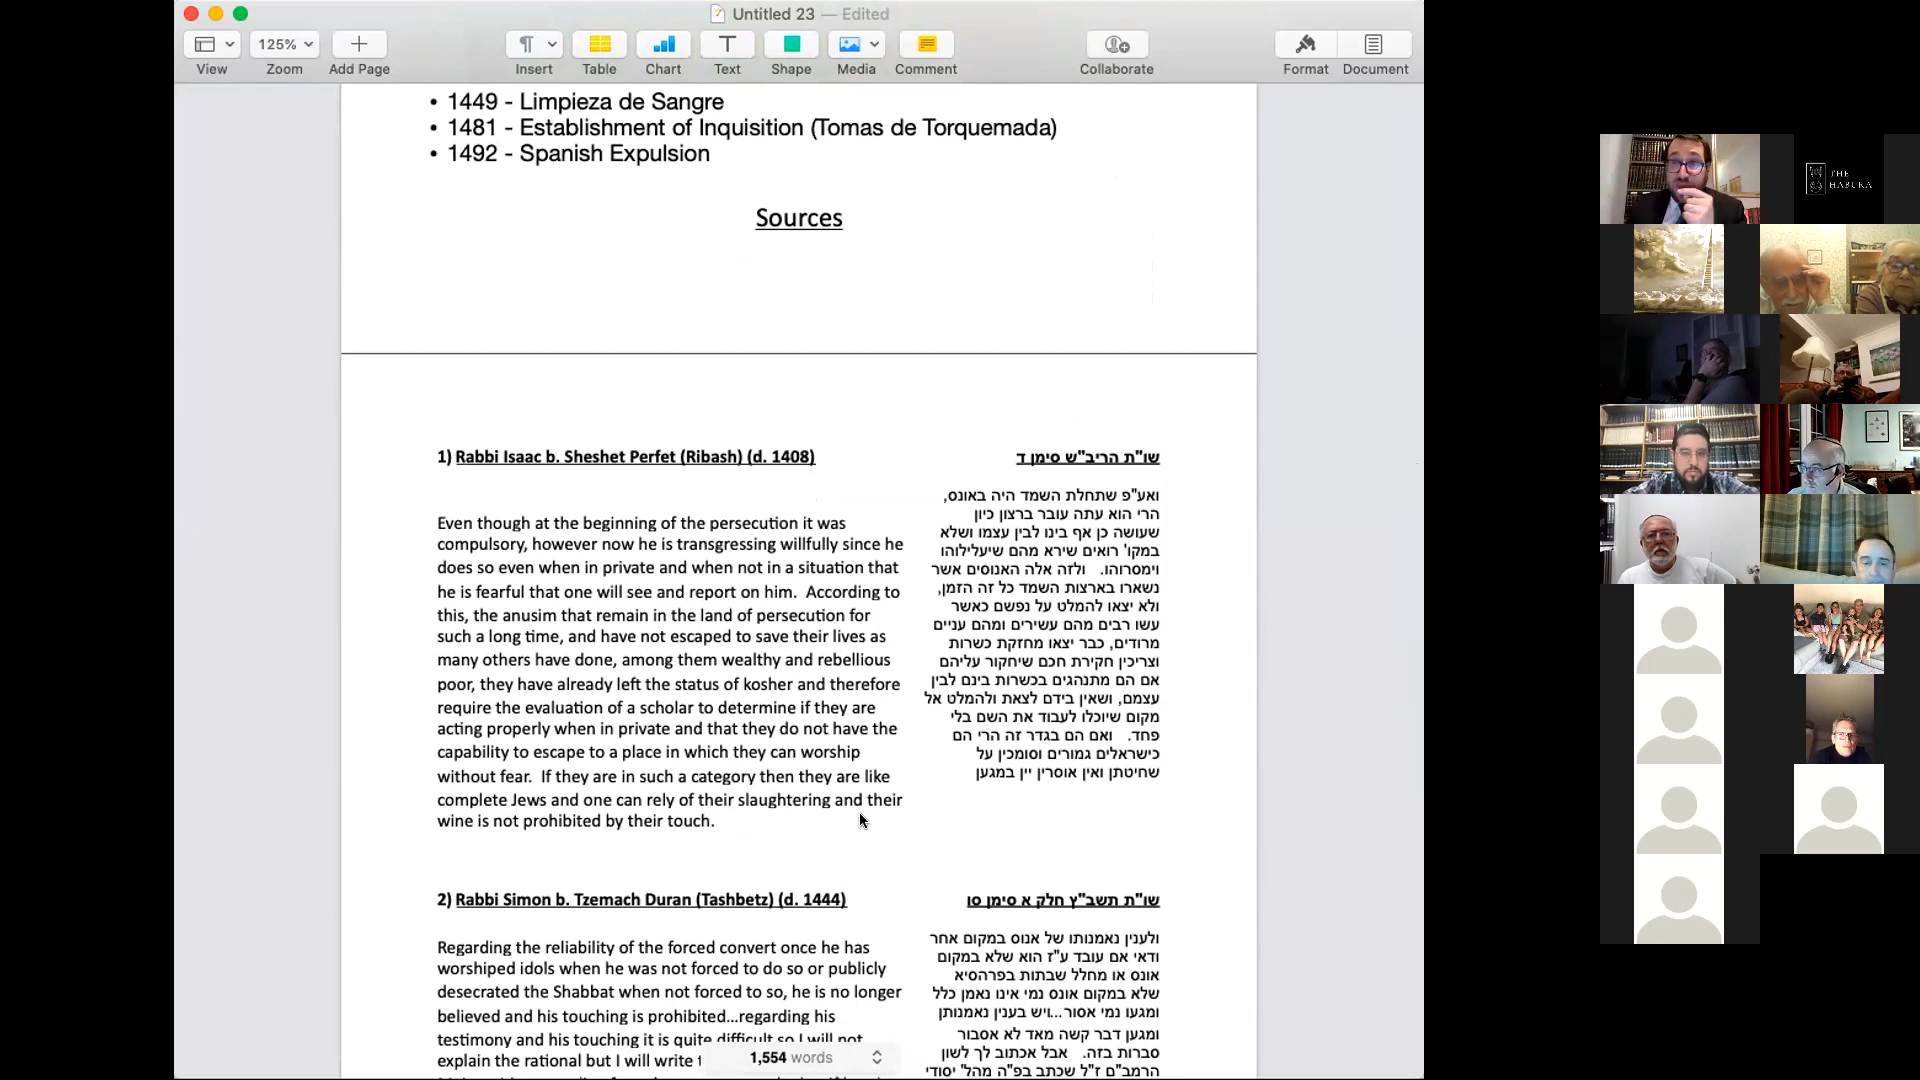 Untitled 23 — Edited
125%
View
Zoom
Add Page
Insert
Table
Chart
Text
Shape
Media
Comment
Collaborate
Format
Document
• 1449 - Limpieza de Sangre
• 1481 - Establishment of Inquisition (Tomas de Torquemada)
• 1492 - Spanish Expulsion
Sources
1) Rabbi Isaac b. Sheshet Perfet (Ribash) (d. 1408)
Even though at the beginning of the persecution it was
compulsory, however now he is transgressing willfully since he
does so even when in private and when not in a situation that
he is fearful that one will see and report on him. According to
this, the anusim that remain in the land of persecution for
such a long time, and have not escaped to save their lives as
many others have done, among them wealthy and rebellious
poor, they have already left the status of kosher and therefore
require the evaluation of a scholar to determine if they are
acting properly when in private and that they do not have the
capability to escape to a place in which they can worship
without fear. If they are in such a category then they are like
complete Jews and one can rely of their slaughtering and their
wine is not prohibited by their touch.
שו"ת הריב"ש סימן ד
ואע"פ שתחלת השמד היה באונס,
הרי הוא עתה עובר ברצון כיון
שעושה כן אף בינו לבין עצמו ושלא
במקו' רואים שירא מהם שיעלילוהו
וימסרוהו. ולזה אלה האנוסים אשר
נשארו בארצות השמד כל זה הזמן,
ולא יצאו להמלט על נפשם כאשר
עשו רבים מהם עשירים ומהם עניים
מרודים, כבר יצאו מחזקת כשרות
וצריכין חקירת חכם שיחקור עליהם
אם הם מתנהגים בכשרות בינם לבין
עצמם, ושאין בידם לצאת ולהמלט אל
מקום שיוכלו לעבוד את השם בלי
פחד. ואם הם בגדר זה הרי הם
כישראלים גמורים וסומכין על
שחיטתן ואין אוסרין יין במגען
2) Rabbi Simon b. Tzemach Duran (Tashbetz) (d. 1444)
Regarding the reliability of the forced convert once he has
worshiped idols when he was not forced to do so or publicly
desecrated the Shabbat when not forced to so, he is no longer
believed and his touching is prohibited...regarding his
testimony and his touching it is quite difficult so I will not
explain the rational but I will write
שו"ת תשב"ץ חלק א סימן סו
ולענין נאמנותו של אנוס במקום אחר
ודאי אם עובד ע"ז הוא שלא במקום
אונס או מחלל שבתות בפרהסיא
שלא במקום אונס נמי אינו נאמן כלל
ומגעו נמי אסור...ויש בענין נאמנותן
ומגען דבר קשה מאד לא אסבור
סברות בזה. אבל אכתוב לך לשון
הרמב"ם ז"ל שכתב בפ"ה מהל' יסודי
1,554 words
THE
HABURA